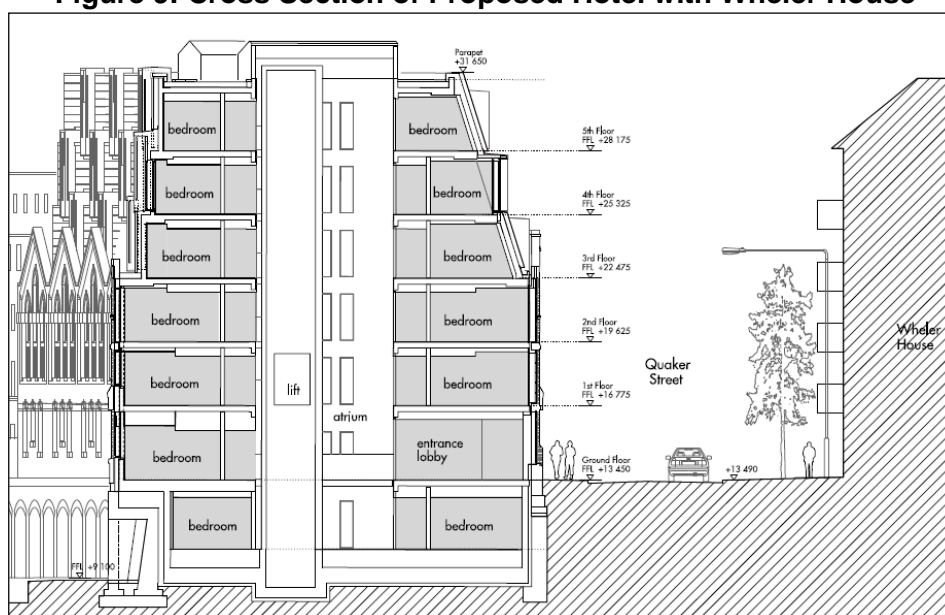 Figure 9: Cross Section of Proposed Hotel with Wheler House
Parapet
+31 650
bedroom
bedroom
5th Floor
FFL +28 175
bedroom
bedroom
4th Floor
FFL +25 325
bedroom
bedroom
3rd Floor
FFL +22 475
bedroom
bedroom
2nd Floor
FFL +19 625
Wheler
House
Quaker
Street
lift
bedroom
bedroom
1st Floor
FFL +16 775
atrium
entrance
lobby
bedroom
Ground Floor
FFL +13 450
+13 490
bedroom
bedroom
FFL +9 100